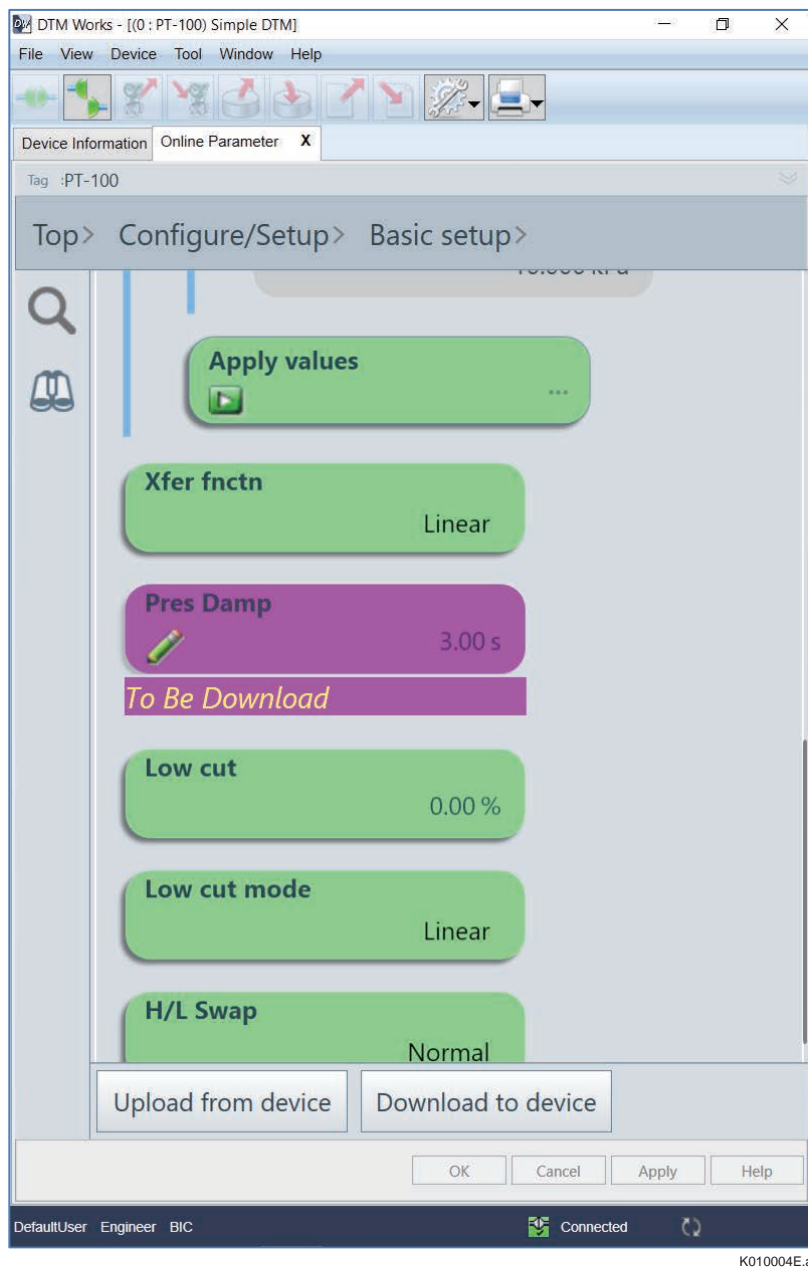 DTM Works - [(0 : PT-100) Simple DTM]
File View Device Tool Window Help
Device Information Online Parameter X
Tag :PT-100
Top> Configure/Setup> Basic setup>
Apply values
...
Xfer fnctn
Linear
Pres Damp
3.00 s
To Be Download
Low cut
0.00 %
Low cut mode
Linear
H/L Swap
Normal
Upload from device Download to device
OK Cancel Apply Help
DefaultUser Engineer BIC Connected